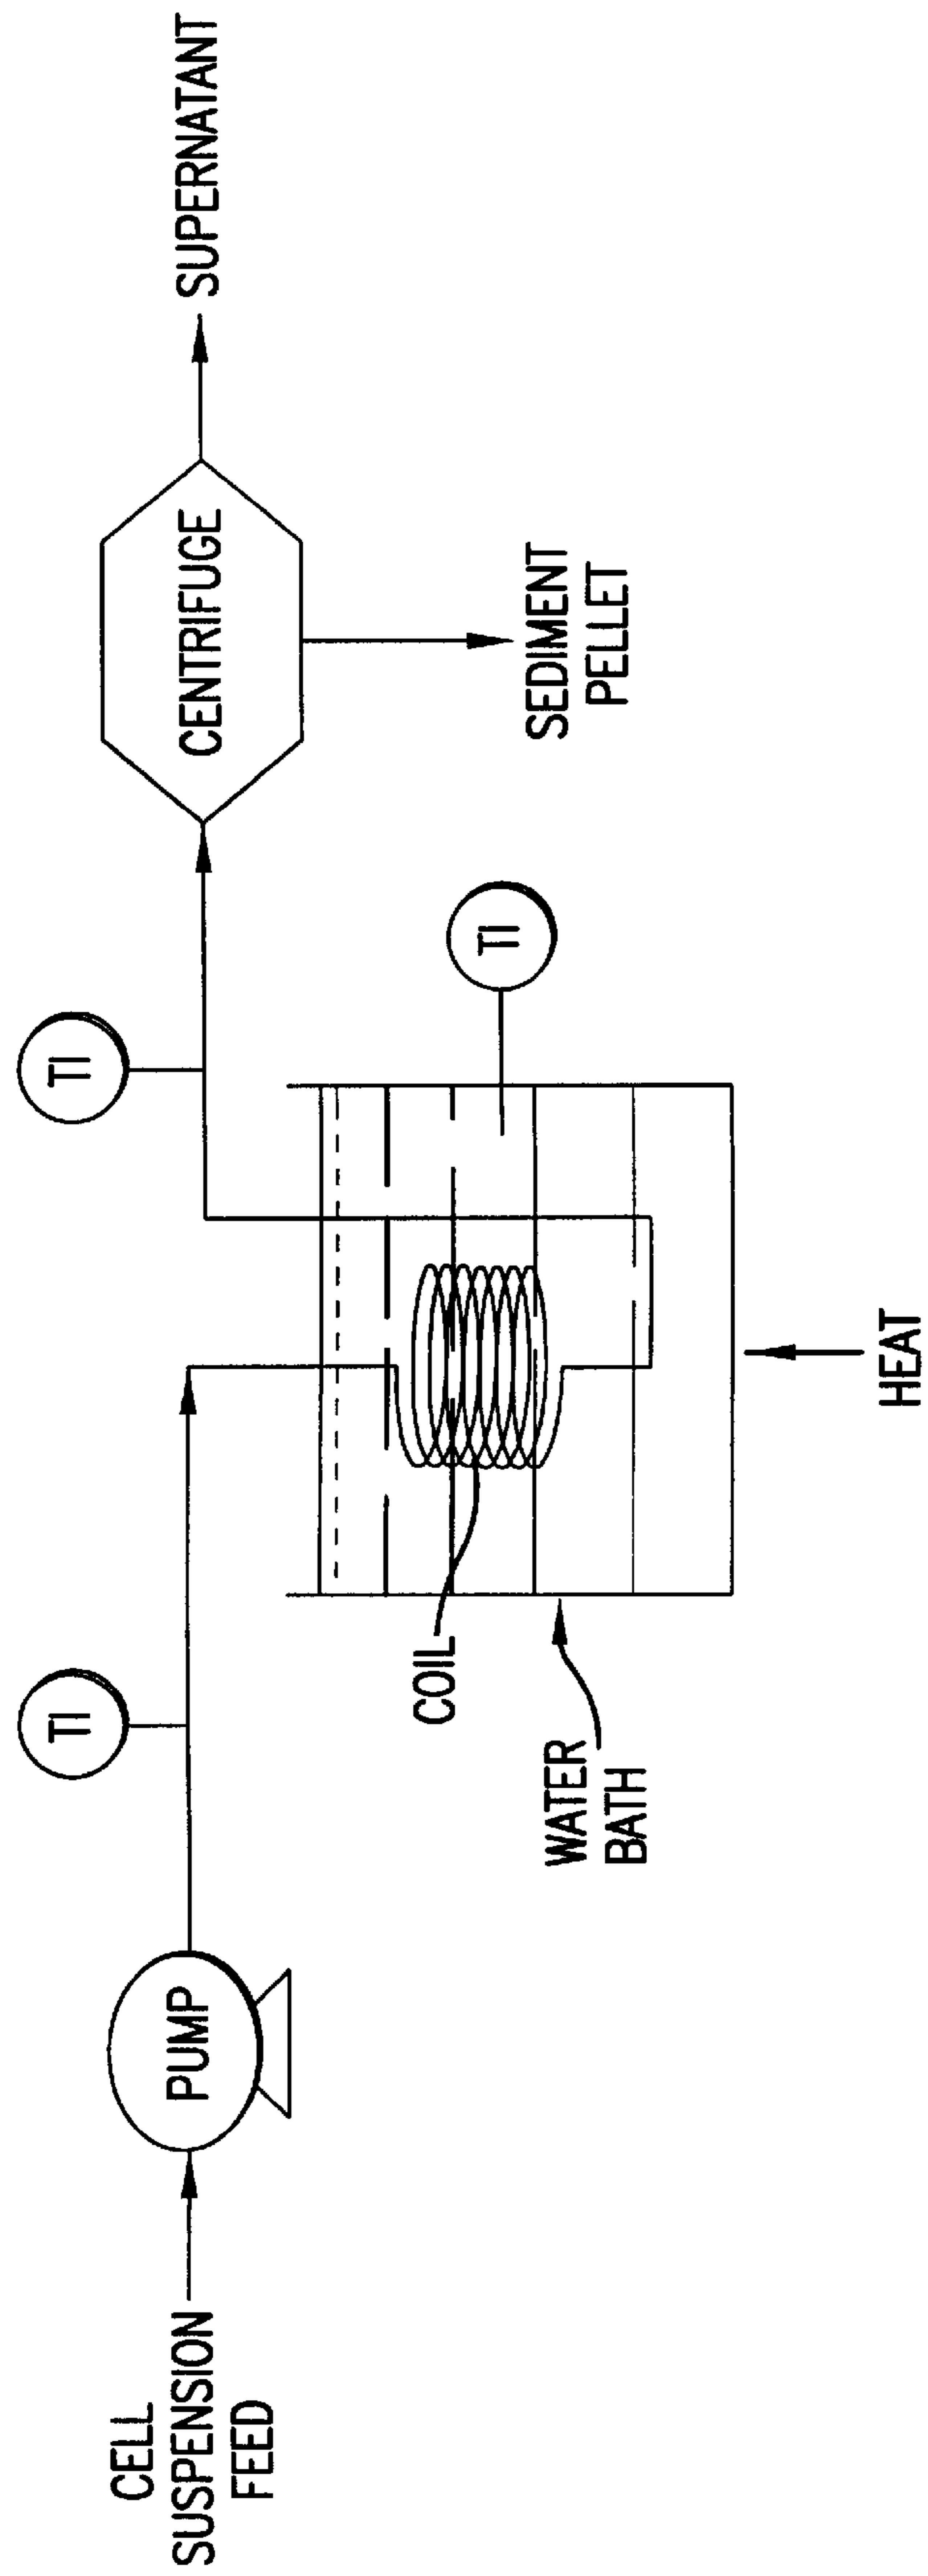 CELL
SUSPENSION
FEED
PUMP
TI
WATER
BATH
COIL
HEAT
TI
TI
CENTRIFUGE
SEDIMENT
PELLET
SUPERNATANT